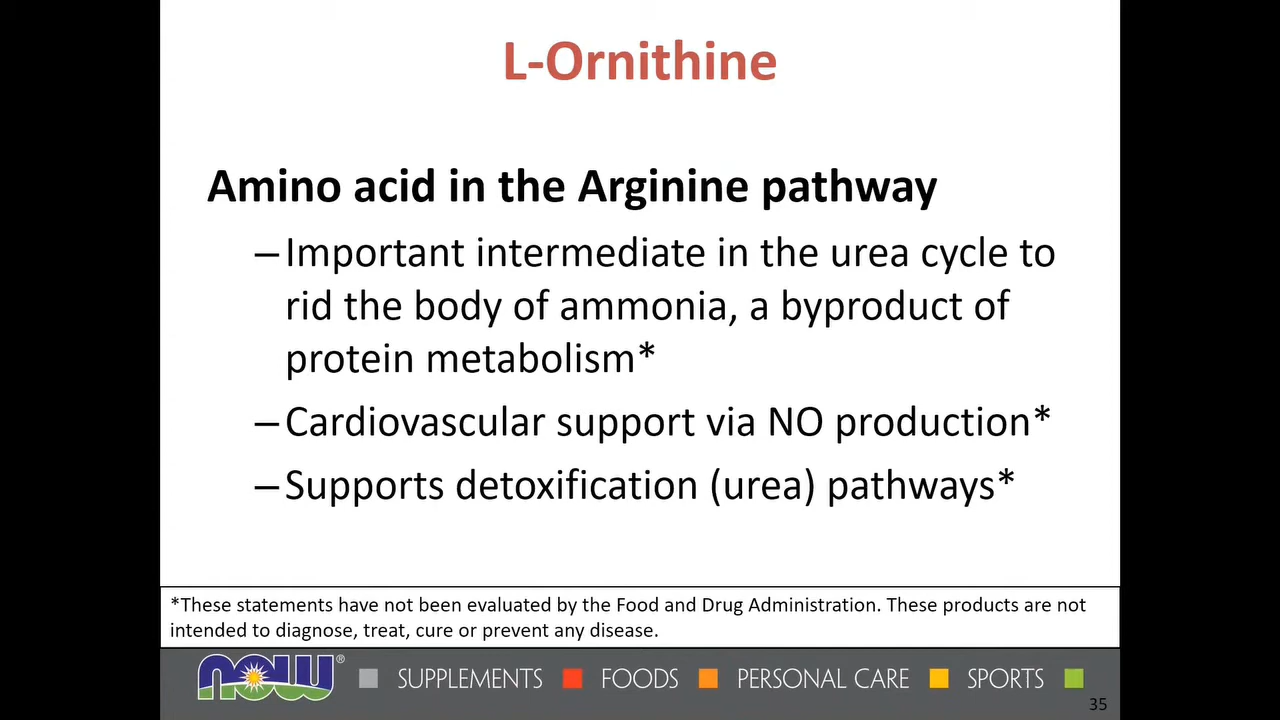 L-Ornithine
Amino acid in the Arginine pathway
–Important intermediate in the urea cycle to
rid the body of ammonia, a byproduct of
protein metabolism*
–Cardiovascular support via NO production*
–Supports detoxification (urea) pathways*
*These statements have not been evaluated by the Food and Drug Administration. These products are not
intended to diagnose, treat, cure or prevent any disease.
now® SUPPLEMENTS FOODS PERSONAL CARE SPORTS
35